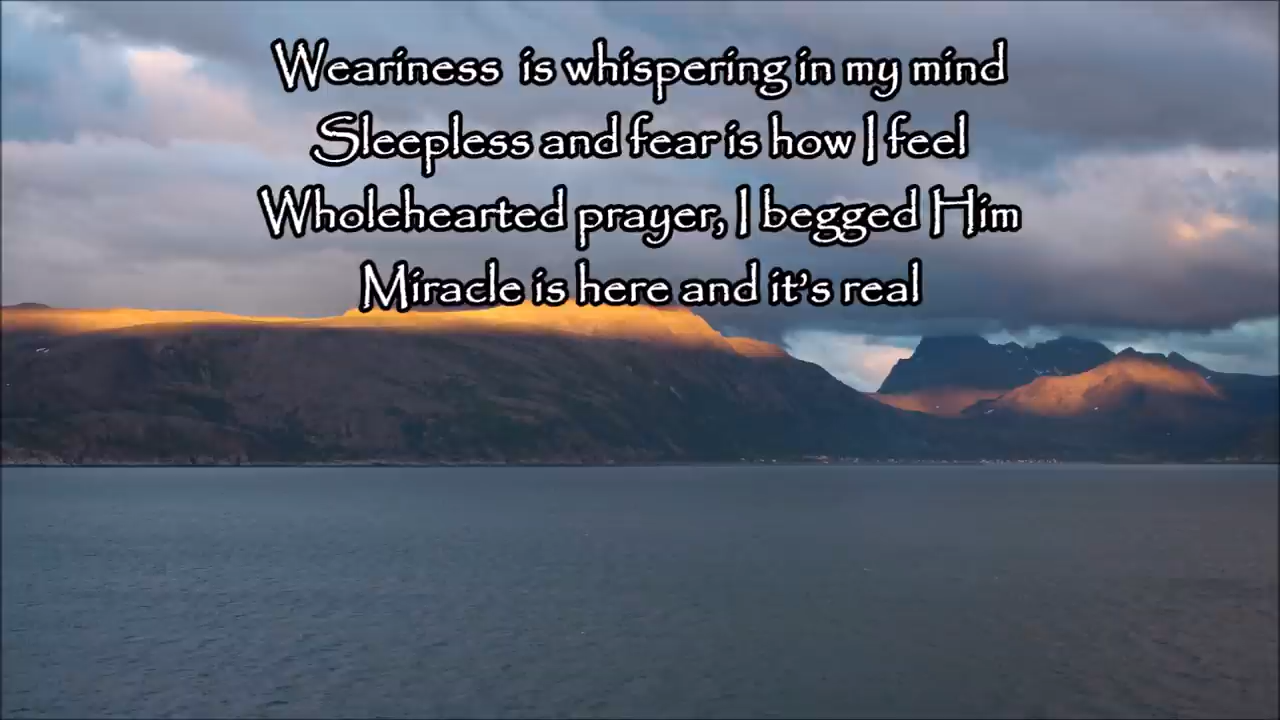 Weariness is whispering in my mind
Sleepless and fear is how I feel
Wholehearted prayer, I begged Him
Miracle is here and it's real